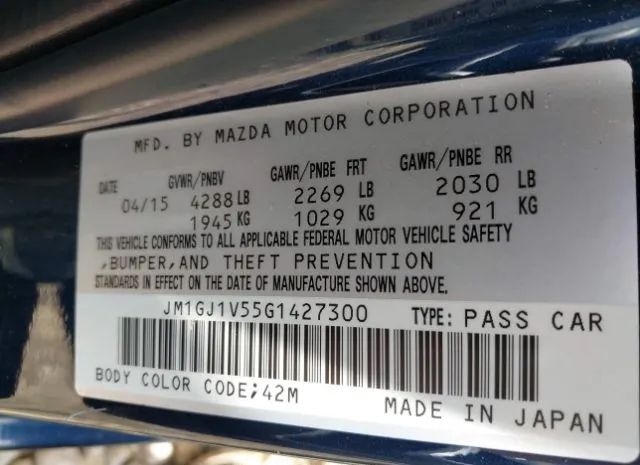 MFD. BY MAZDA MOTOR CORPORATION
DATE GVWR/PNBV GAWR/PNBE FRT GAWR/PNBE RR
04/15 4288 LB 2269 LB 2030 LB
1945 KG 1029 KG 921 KG
THIS VEHICLE CONFORMS TO ALL APPLICABLE FEDERAL MOTOR VEHICLE SAFETY
,BUMPER,AND THEFT PREVENTION
STANDARDS IN EFFECT ON THE DATE OF MANUFACTURE SHOWN ABOVE.
JM1GJ1V55G1427300 TYPE: PASS CAR
BODY COLOR CODE;42M
MADE IN JAPAN